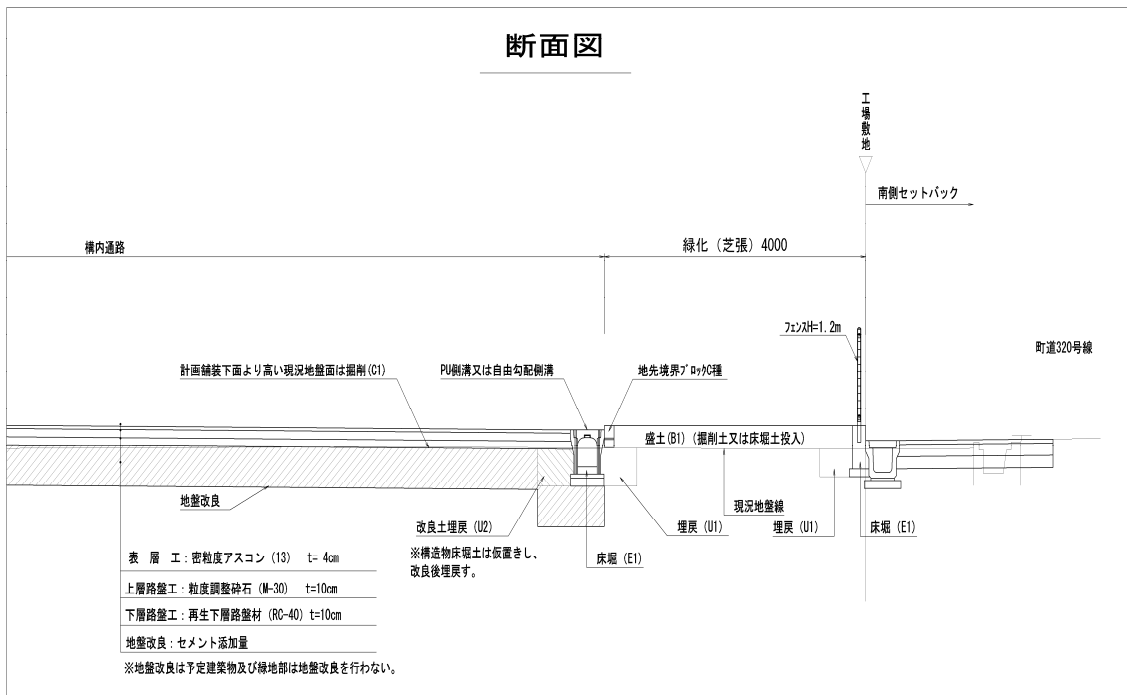 断面図
工場敷地
南側セットバック
緑化（芝張）4000
構内通路
フェンスH=1.2m
町道320号線
計画舗装下面より高い現況地盤面は掘削(C1)
PU側溝又は自由勾配側溝
地先境界ブロックC種
盛土(B1)（掘削土又は床堀土投入）
地盤改良
現況地盤線
改良土埋戻（U2）
埋戻（U1）
埋戻（U1）
床堀（E1）
※構造物床堀土は仮置きし、
改良後埋戻す。
床堀（E1）
表　層　工：密粒度アスコン（13）　t- 4cm
上層路盤工：粒度調整砕石（M-30）　t=10cm
下層路盤工：再生下層路盤材（RC-40）t=10cm
地盤改良：セメント添加量
※地盤改良は予定建築物及び緑地部は地盤改良を行わない。